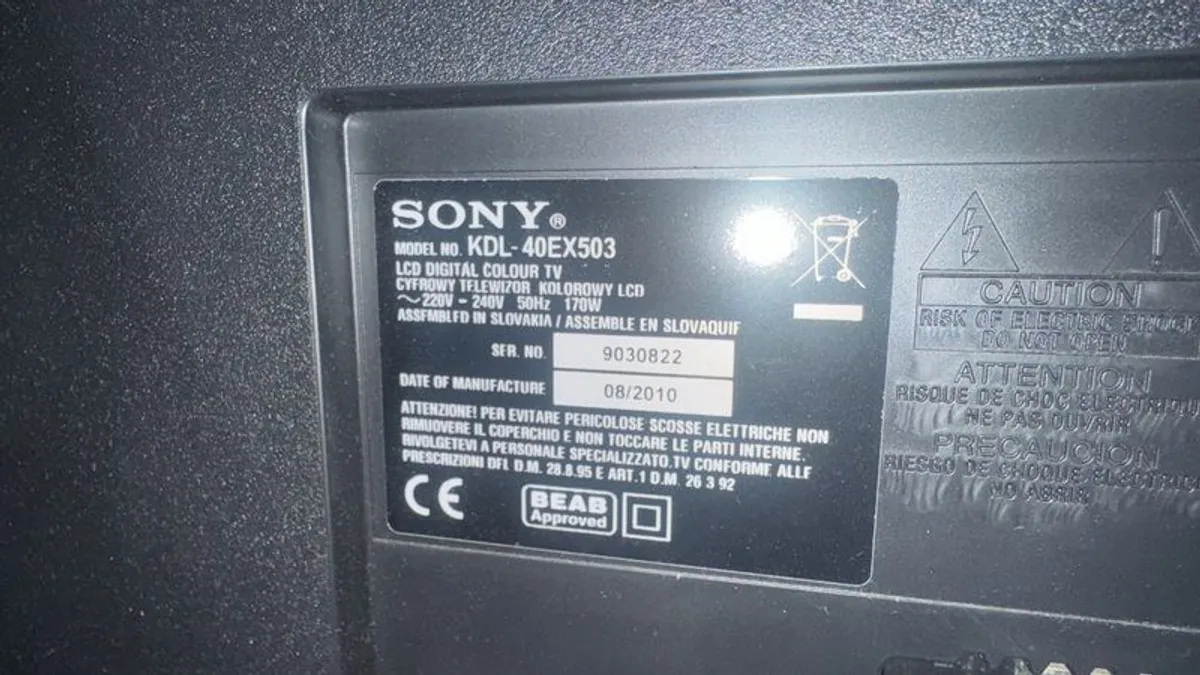 SONY®
MODEL NO. KDL-40EX503
LCD DIGITAL COLOUR TV
CYFROWY TELEWIZOR KOLOROWY LCD
~220V - 240V 50Hz 170W
ASSEMBLED IN SLOVAKIA / ASSEMBLE EN SLOVAQUIE
SER. NO. 9030822
DATE OF MANUFACTURE 08/2010
ATTENZIONE! PER EVITARE PERICOLOSE SCOSSE ELETTRICHE NON
RIMUOVERE IL COPERCHIO E NON TOCCARE LE PARTI INTERNE.
RIVOLGETEVI A PERSONALE SPECIALIZZATO.TV CONFORME ALLE
PRESCRIZIONI DEL D.M. 28.8.95 E ART.1 D.M. 26 3 92
CE
BEAB
Approved
CAUTION
RISK OF ELECTRIC SHOCK
DO NOT OPEN
ATTENTION
RISQUE DE CHOC ELECTRIQUE
NE PAS OUVRIR
PRECAUCION
RIESGO DE CHOQUE ELECTRICO
NO ABRIR